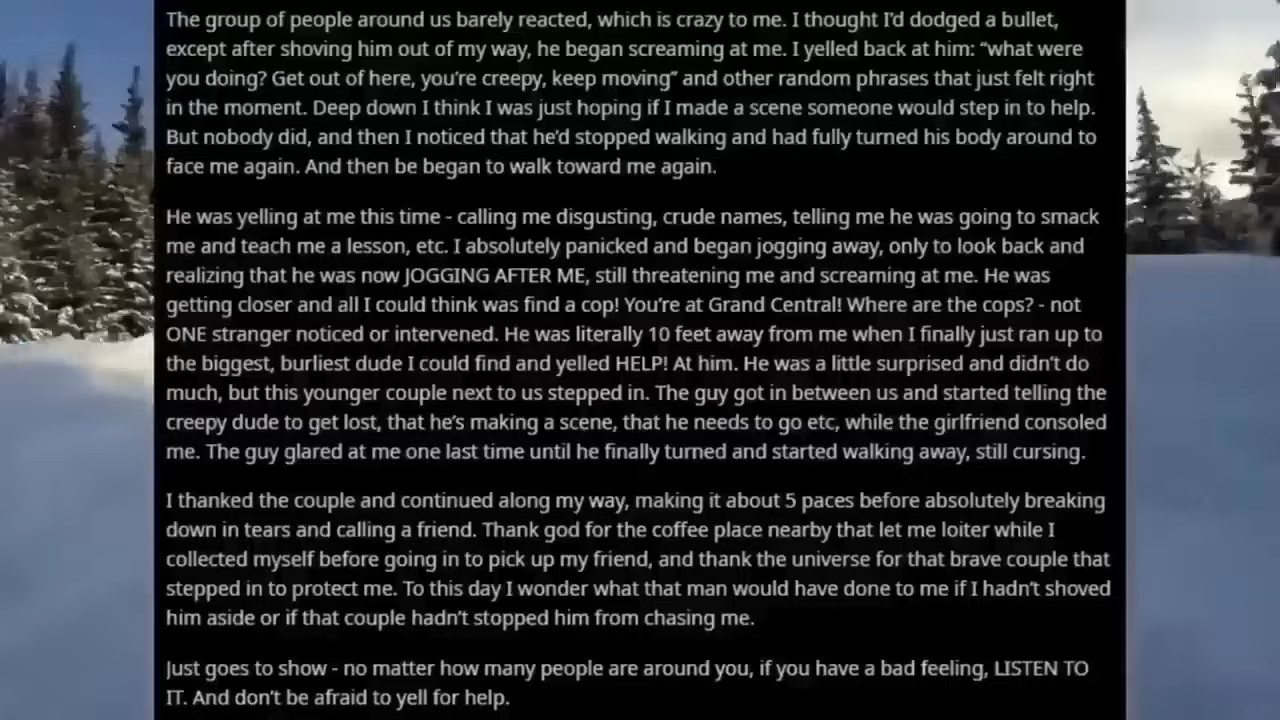 The group of people around us barely reacted, which is crazy to me. I thought I'd dodged a bullet,
except after shoving him out of my way, he began screaming at me. I yelled back at him: “what were
you doing? Get out of here, you're creepy, keep moving” and other random phrases that just felt right
in the moment. Deep down I think I was just hoping if I made a scene someone would step in to help.
But nobody did, and then I noticed that he'd stopped walking and had fully turned his body around to
face me again. And then be began to walk toward me again.
He was yelling at me this time - calling me disgusting, crude names, telling me he was going to smack
me and teach me a lesson, etc. I absolutely panicked and began jogging away, only to look back and
realizing that he was now JOGGING AFTER ME, still threatening me and screaming at me. He was
getting closer and all I could think was find a cop! You're at Grand Central! Where are the cops? - not
ONE stranger noticed or intervened. He was literally 10 feet away from me when I finally just ran up to
the biggest, burliest dude I could find and yelled HELP! At him. He was a little surprised and didn't do
much, but this younger couple next to us stepped in. The guy got in between us and started telling the
creepy dude to get lost, that he's making a scene, that he needs to go etc, while the girlfriend consoled
me. The guy glared at me one last time until he finally turned and started walking away, still cursing.
I thanked the couple and continued along my way, making it about 5 paces before absolutely breaking
down in tears and calling a friend. Thank god for the coffee place nearby that let me loiter while I
collected myself before going in to pick up my friend, and thank the universe for that brave couple that
stepped in to protect me. To this day I wonder what that man would have done to me if I hadn't shoved
him aside or if that couple hadn't stopped him from chasing me.
Just goes to show - no matter how many people are around you, if you have a bad feeling, LISTEN TO
IT. And don't be afraid to yell for help.